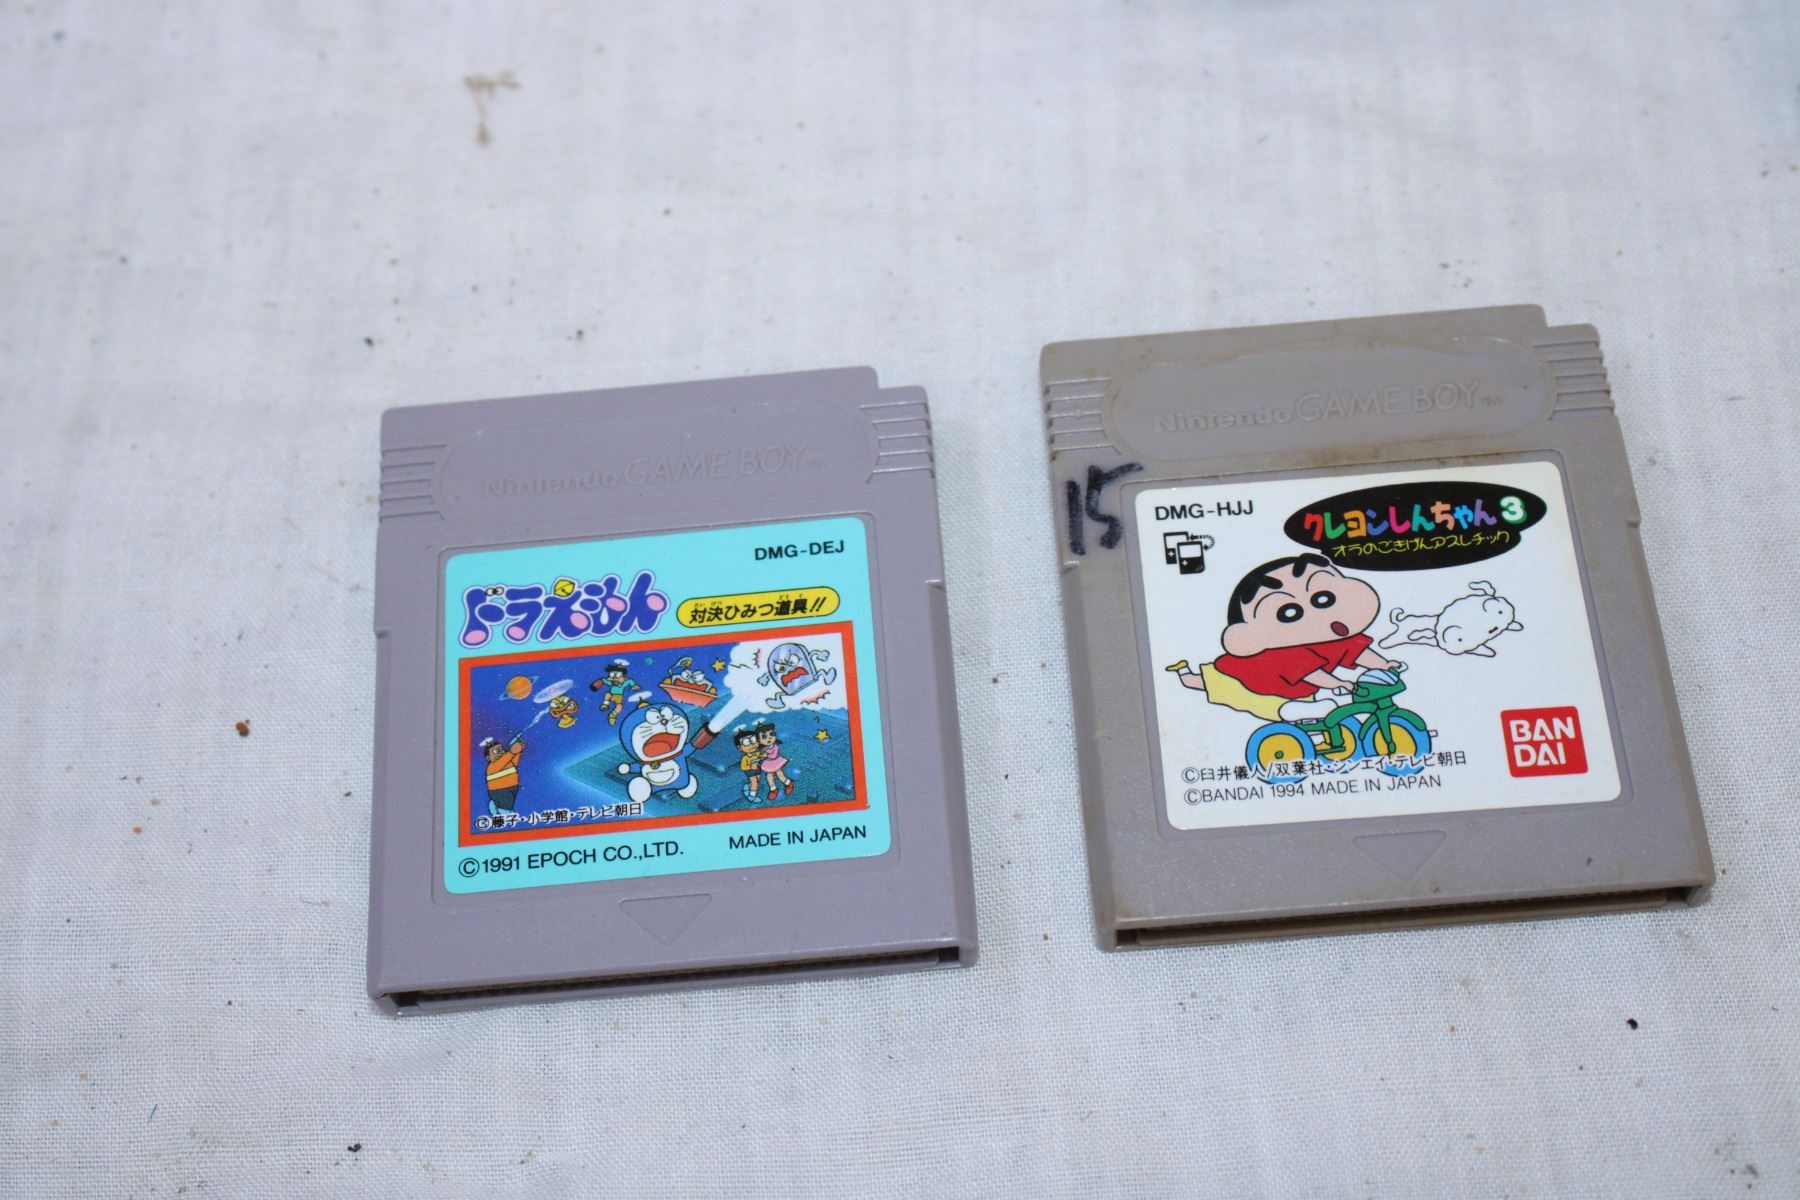 Nintendo GAME BOY TM
DMG-DEJ
ドラえもん
対決ひみつ道具!!
©藤子・小学館・テレビ朝日
©1991 EPOCH CO.,LTD.
MADE IN JAPAN
Nintendo GAME BOY TM
15
DMG-HJJ
クレヨンしんちゃん3
オラのごきげんアスレチック
BAN
DAI
©臼井儀人/双葉社・シンエイ・テレビ朝日
©BANDAI 1994 MADE IN JAPAN